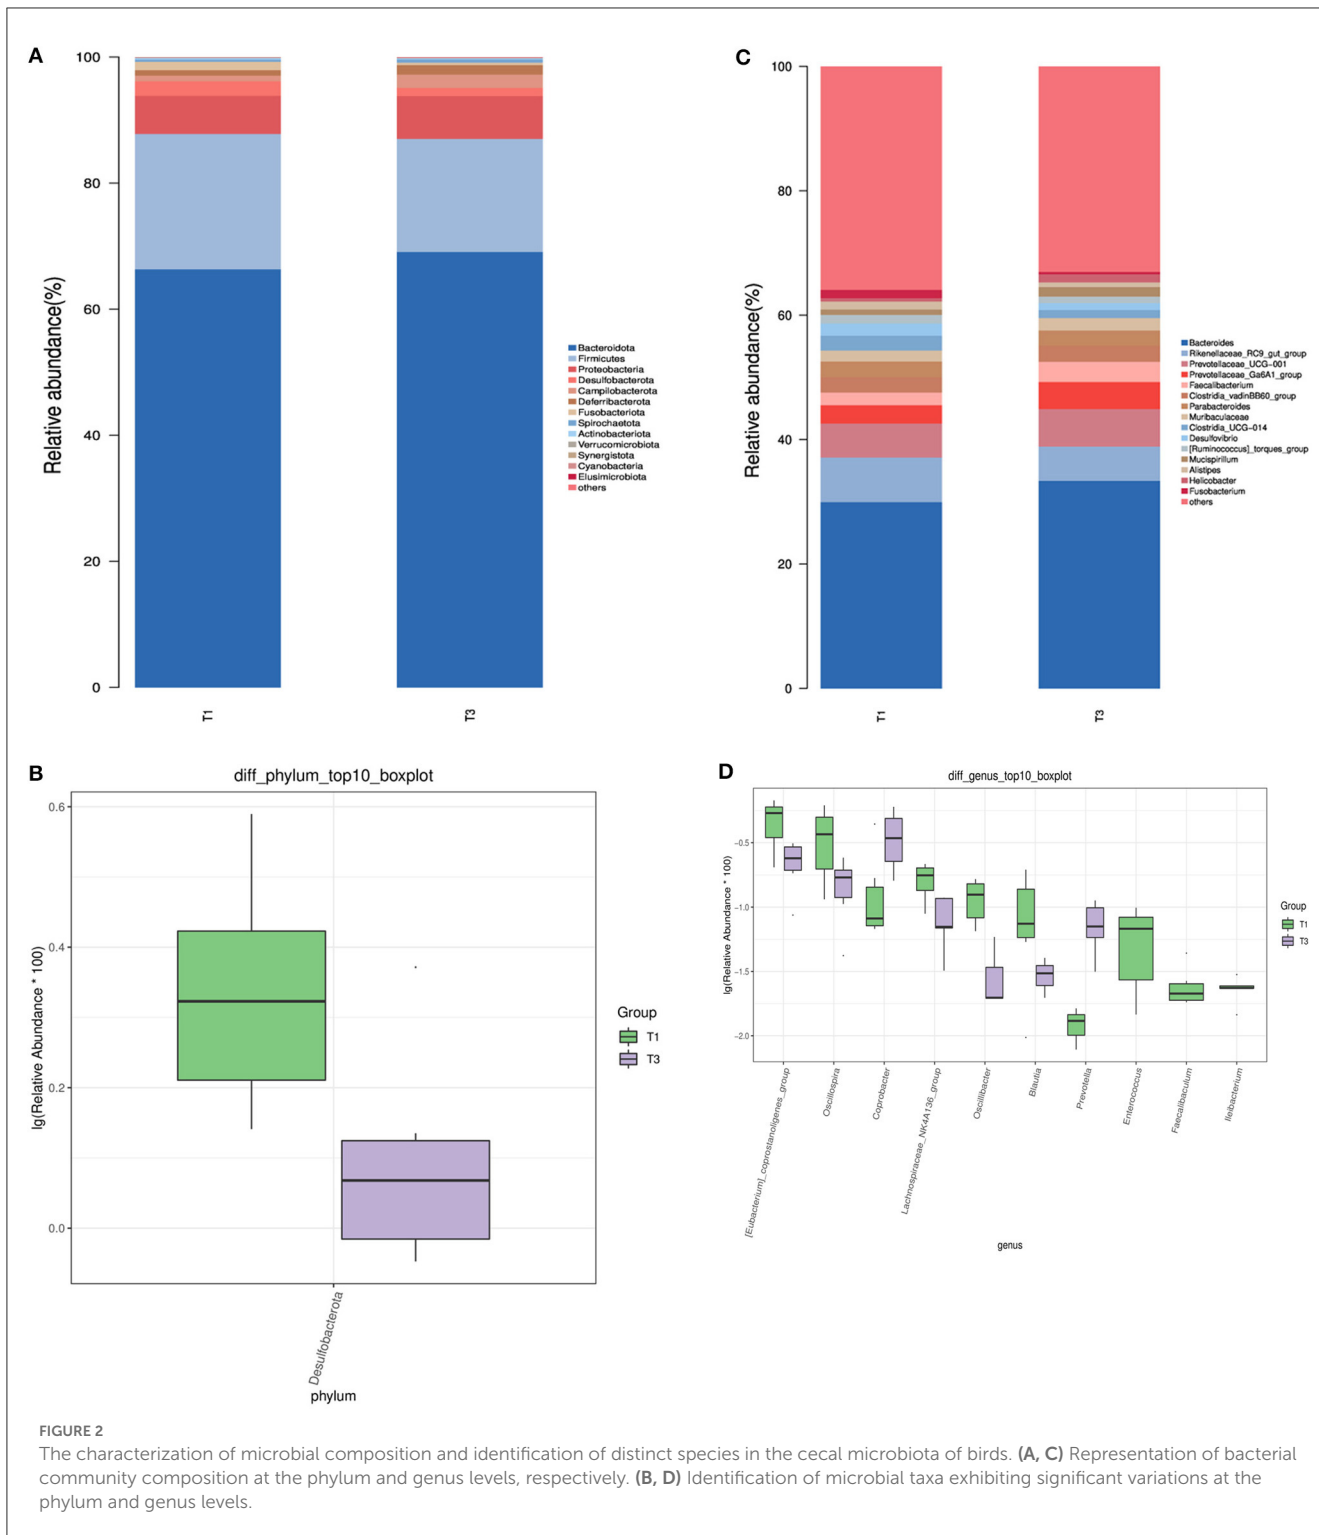 A
100
80
60
40
20
0
Relative abundance(%)
T1
T3
Bacteroidota
Firmicutes
Proteobacteria
Desulfobacterota
Campilobacterota
Deferribacterota
Fusobacteriota
Spirochaetota
Actinobacteriota
Verrucomicrobiota
Synergistota
Cyanobacteria
Elusimicrobiota
others
C
100
80
60
40
20
0
Relative abundance(%)
T1
T3
Bacteroides
Rikenellaceae_RC9_gut_group
Prevotellaceae_UCG-001
Prevotellaceae_Ga6A1_group
Faecalibacterium
Clostridia_vadinBB60_group
Parabacteroides
Muribaculaceae
Clostridia_UCG-014
Desulfovibrio
[Ruminococcus]_torques_group
Mucispirillum
Alistipes
Helicobacter
Fusobacterium
others
B
diff_phylum_top10_boxplot
0.6
0.4
0.2
0.0
lg(Relative Abundance * 100)
Desulfobacterota
phylum
Group
T1
T3
D
diff_genus_top10_boxplot
−0.5
−1.0
−1.5
−2.0
lg(Relative Abundance * 100)
[Eubacterium]_coprostanoligenes_group
Oscillospira
Coprobacter
Lachnospiraceae_NK4A136_group
Oscillibacter
Blautia
Prevotella
Enterococcus
Faecalibaculum
Ileibacterium
genus
Group
T1
T3
FIGURE 2
The characterization of microbial composition and identification of distinct species in the cecal microbiota of birds. (A, C) Representation of bacterial
community composition at the phylum and genus levels, respectively. (B, D) Identification of microbial taxa exhibiting significant variations at the
phylum and genus levels.